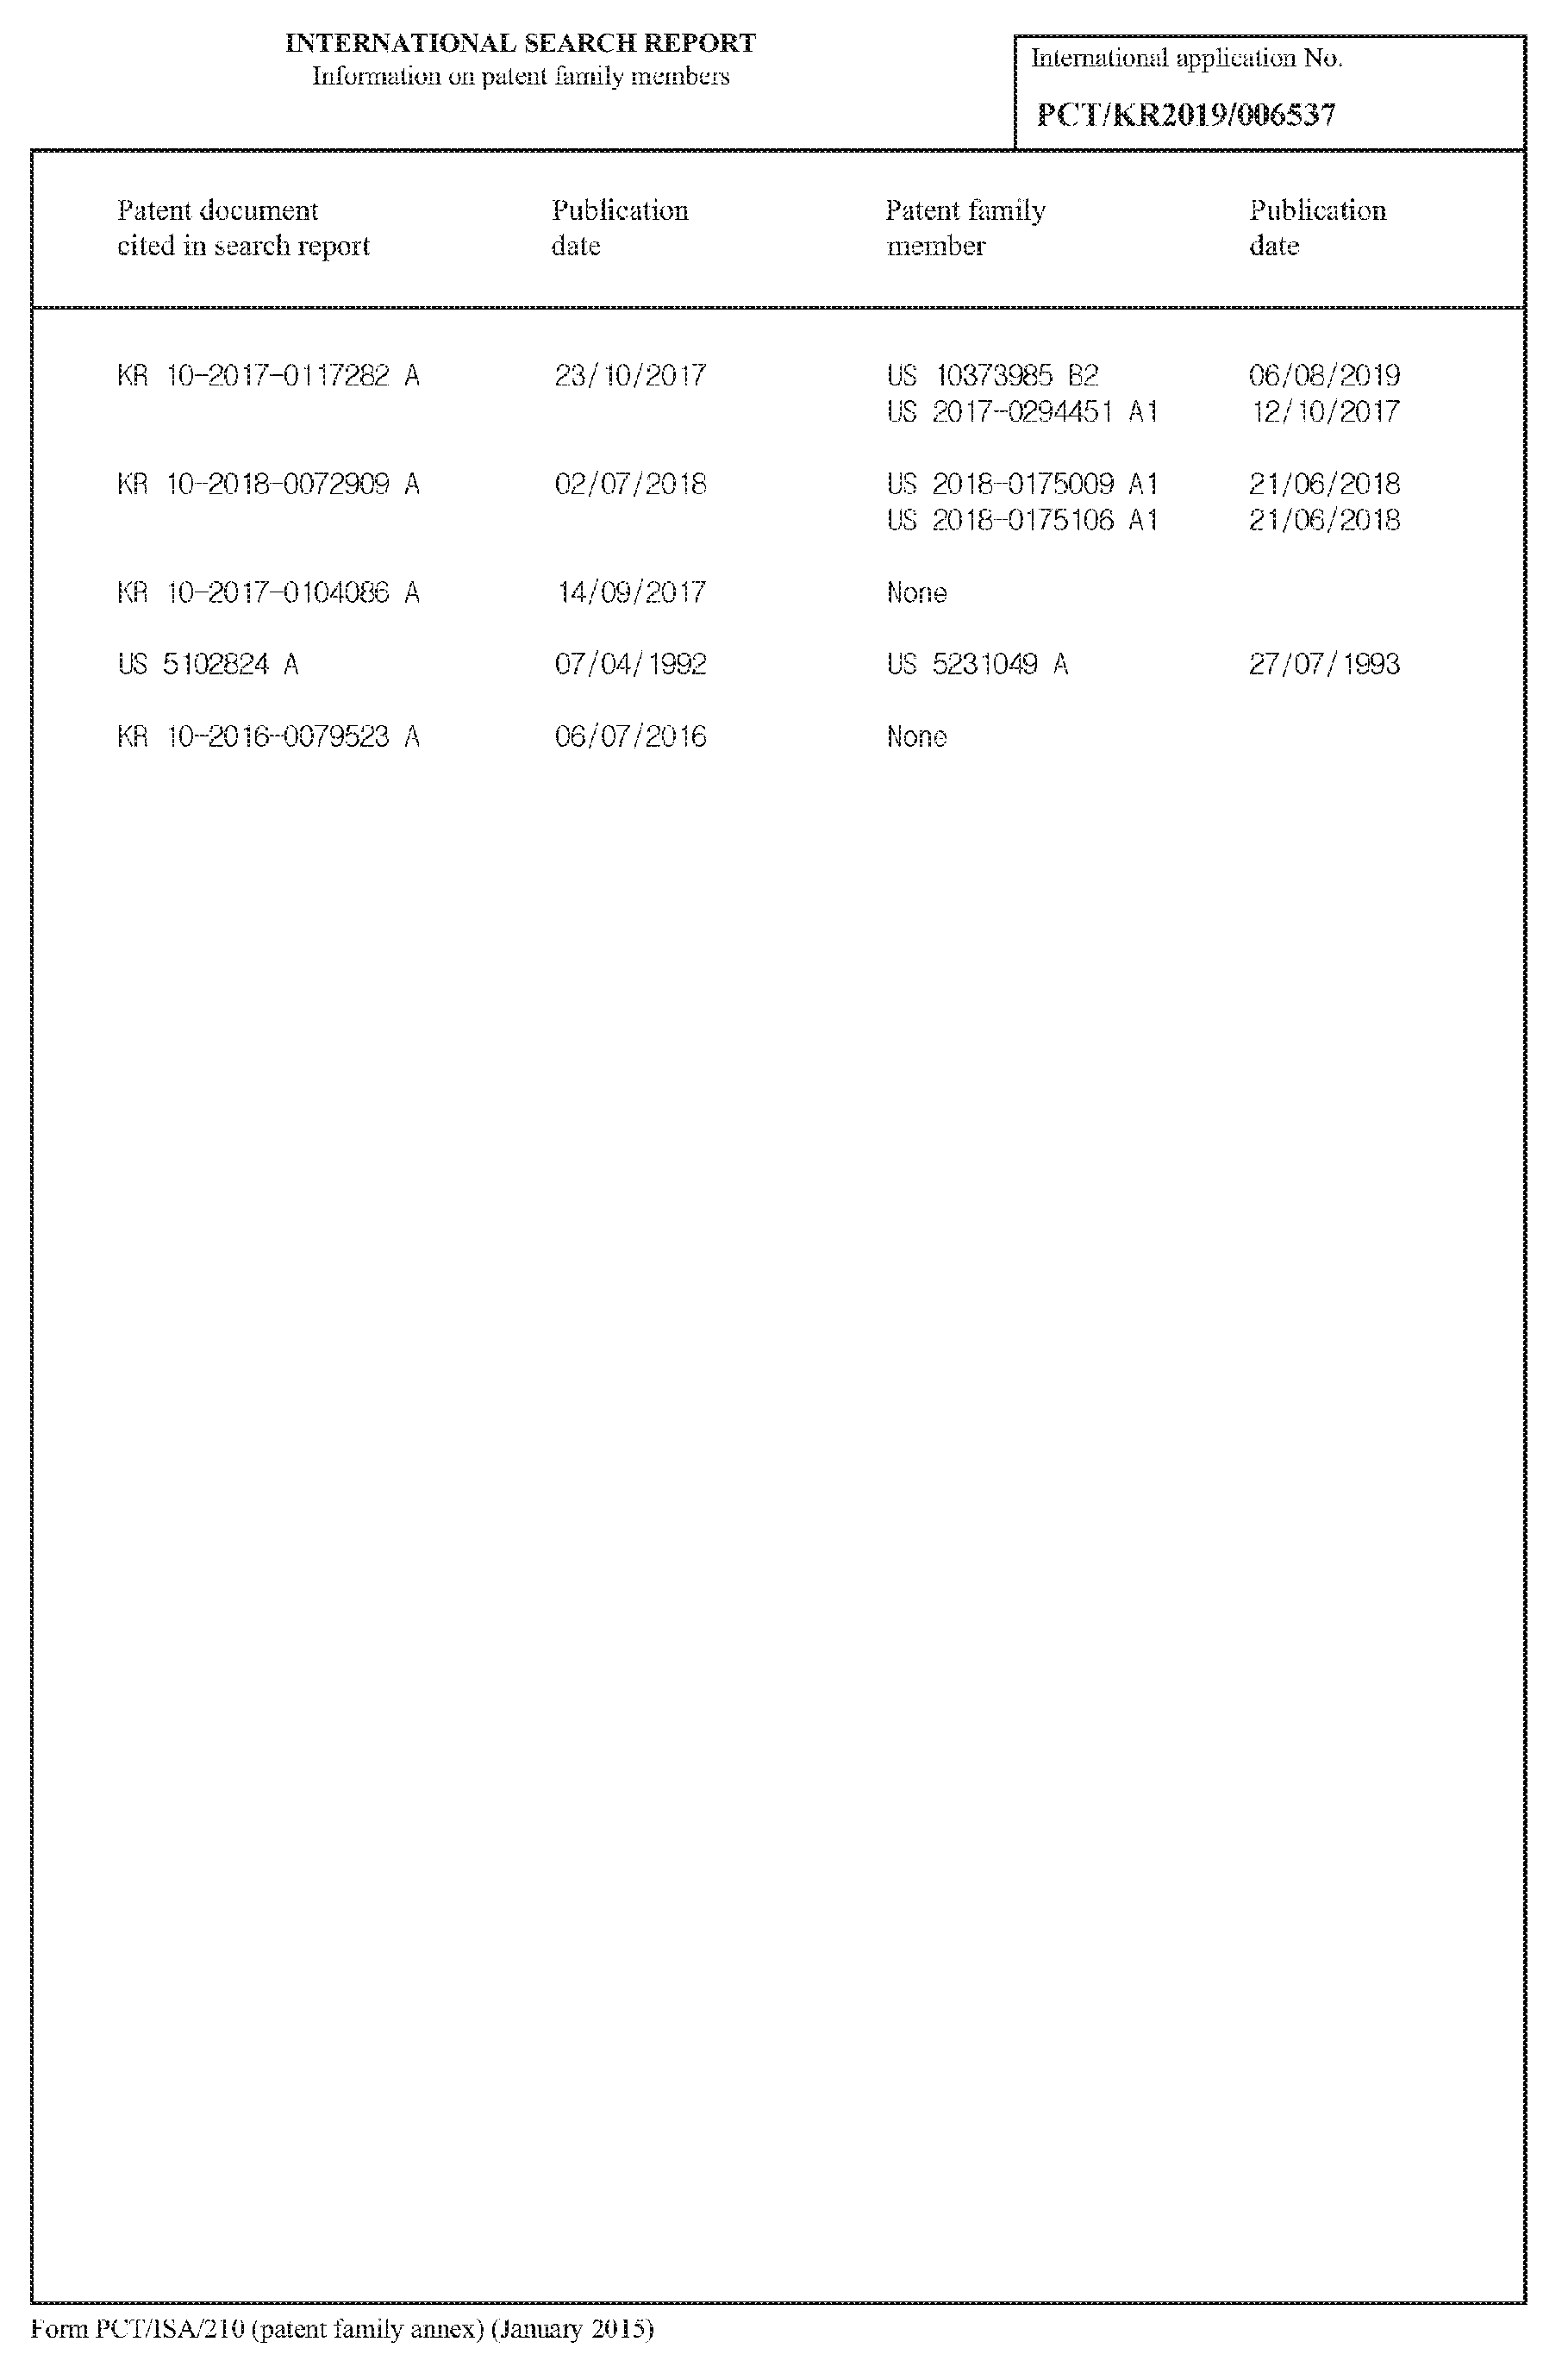 INTERNATIONAL SEARCH REPORT
Information on patent family members
International application No.
PCT/KR2019/006537
Patent document cited in search report Publication date Patent family member Publication date
KR 10-2017-0117282 A 23/10/2017 US 10373985 B2 06/08/2019
US 2017-0294451 A1 12/10/2017
KR 10-2018-0072909 A 02/07/2018 US 2018-0175009 A1 21/06/2018
US 2018-0175106 A1 21/06/2018
KR 10-2017-0104086 A 14/09/2017 None
US 5102824 A 07/04/1992 US 5231049 A 27/07/1993
KR 10-2016-0079523 A 06/07/2016 None
Form PCT/ISA/210 (patent family annex) (January 2015)